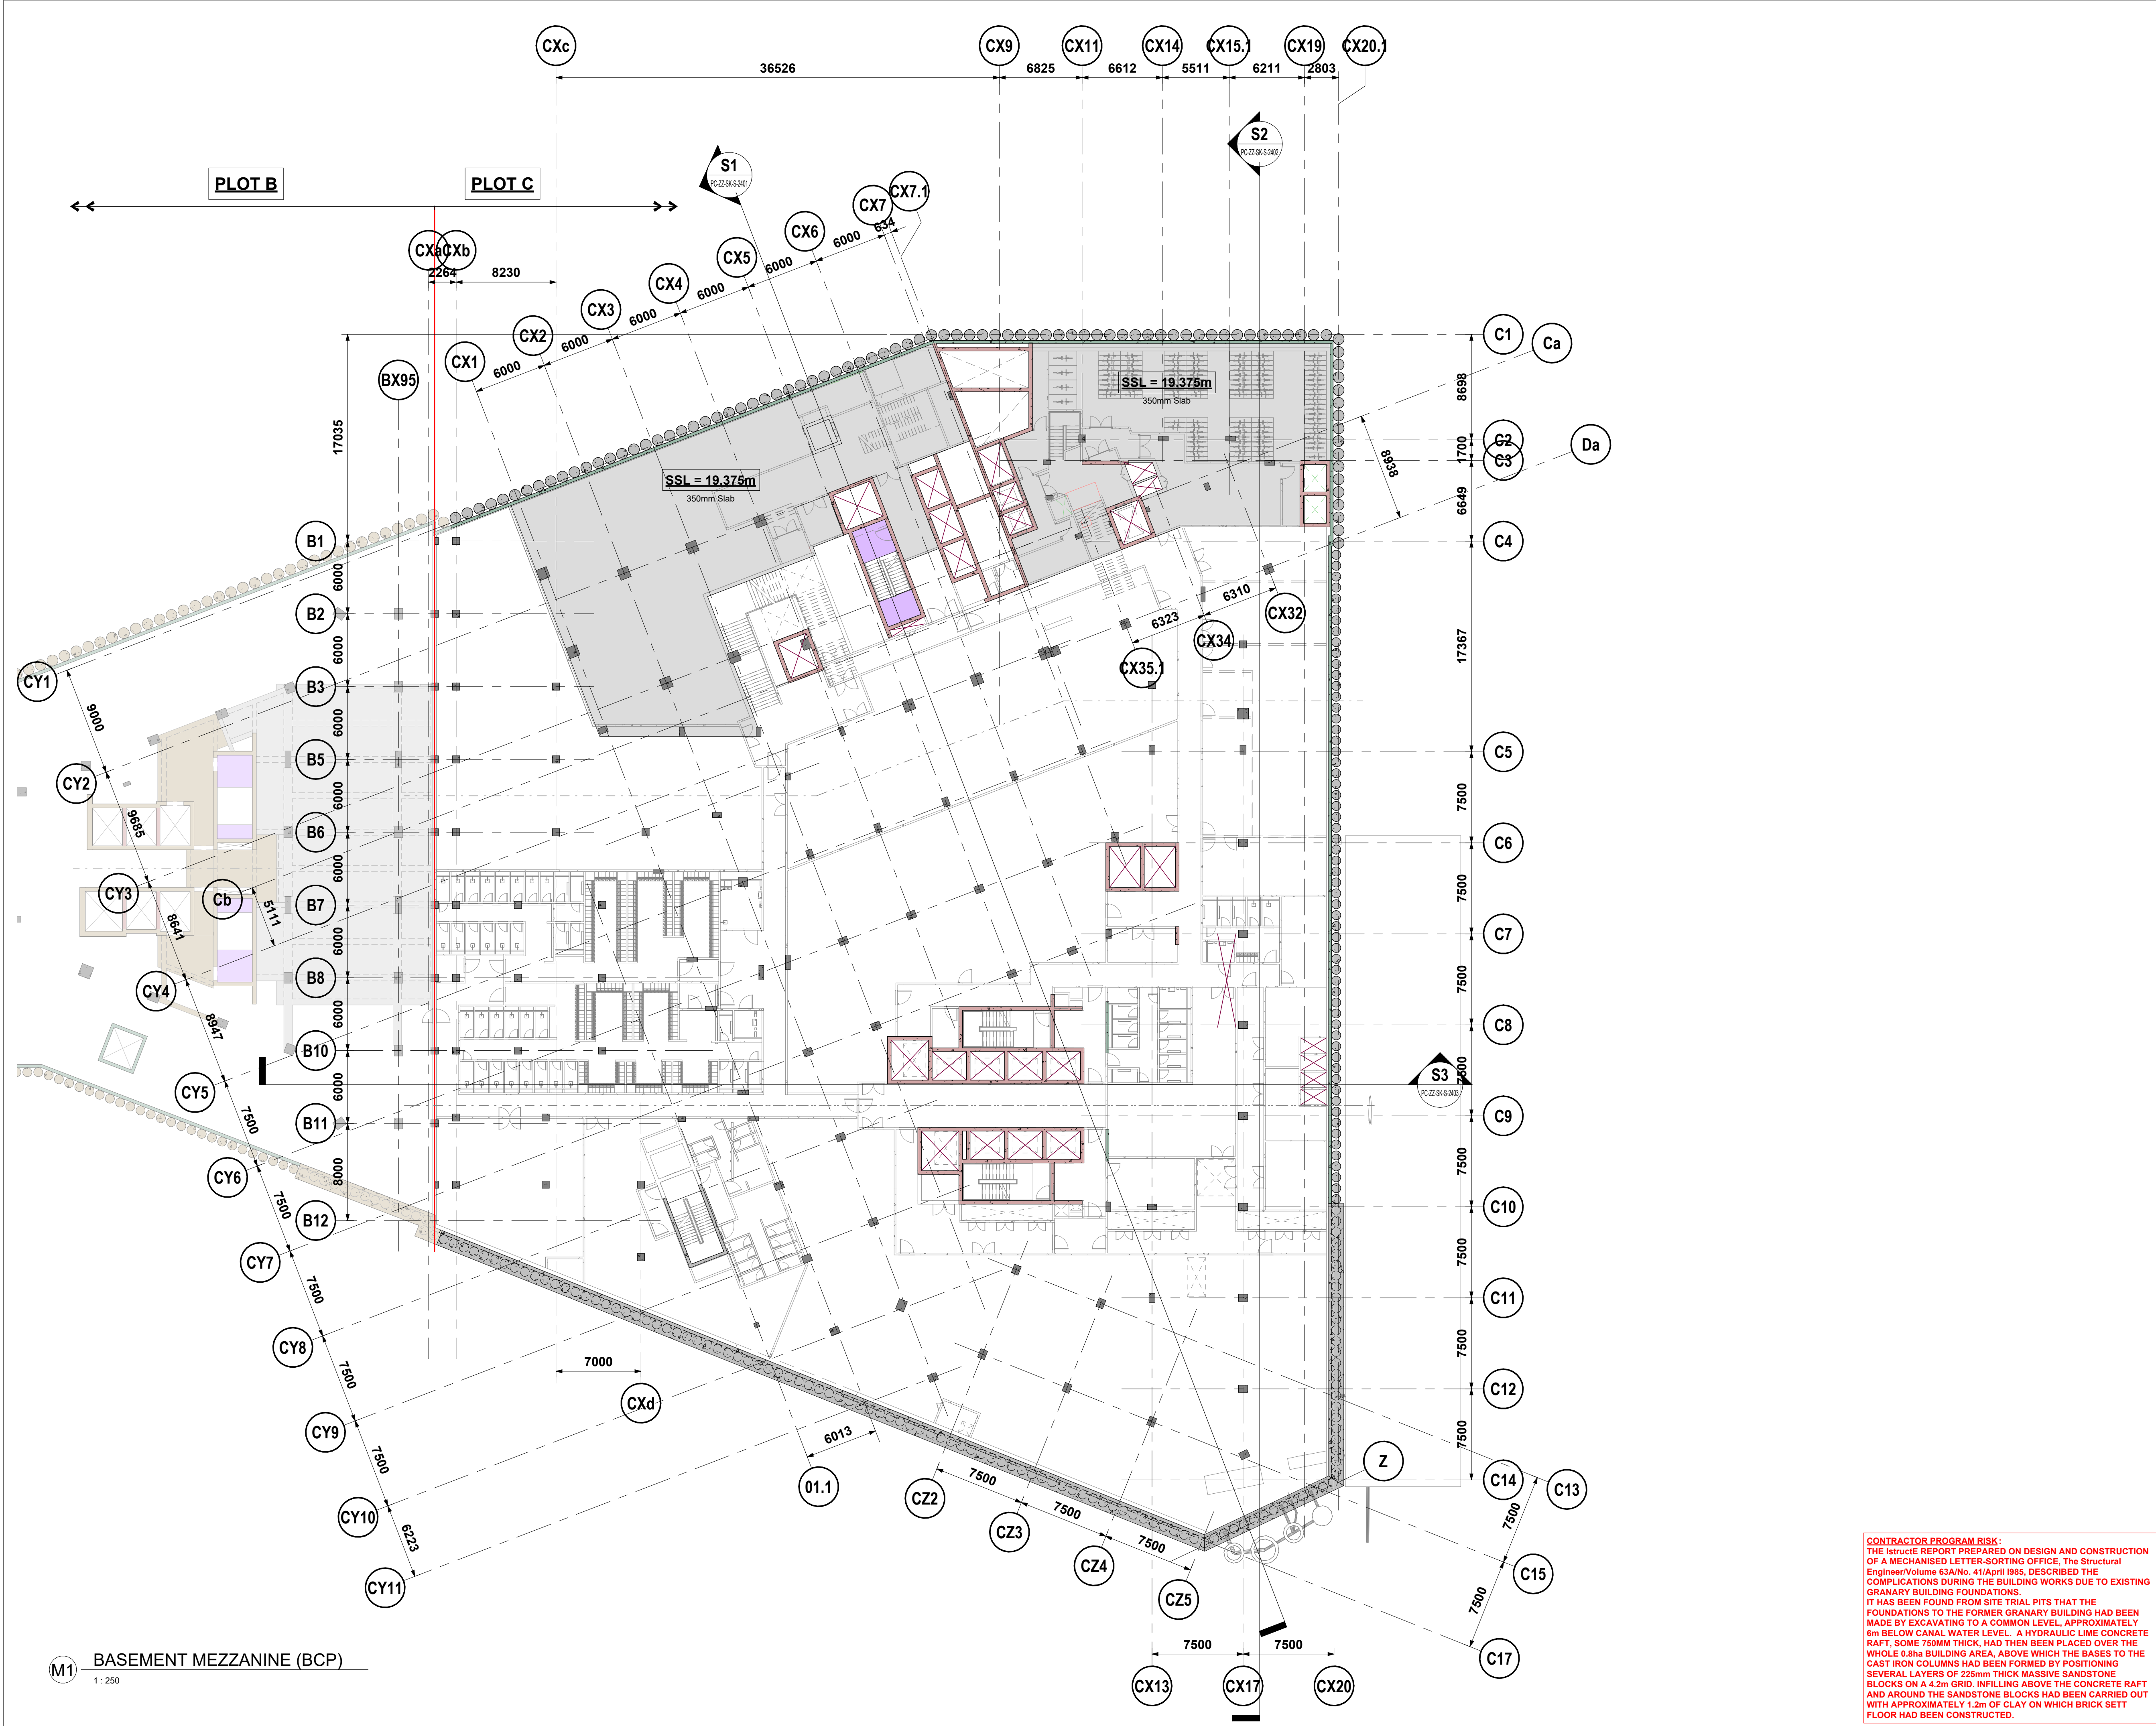 CXc
CX9
CX11
CX14
CX15.1
CX19
CX20.1
36526
6825
6612
5511
6211
2803
S2
PC-ZZ-SK-S-2402
S1
PC-ZZ-SK-S-2401
PLOT B
PLOT C
CX7.1
CX7
634
CX6
6000
CX5
6000
CX4
6000
CX3
6000
CX2
6000
CX1
6000
CXa
CXb
2264
8230
BX95
17035
C1
Ca
8698
SSL = 19.375m
350mm Slab
C2
1700
C3
Da
8938
6649
SSL = 19.375m
350mm Slab
B1
C4
6000
6310
B2
CX32
6323
CX34
6000
17367
CX35.1
CY1
B3
9000
6000
B5
C5
CY2
6000
7500
9685
B6
C6
6000
7500
CY3
Cb
B7
5111
8641
C7
6000
7500
B8
CY4
6000
8947
C8
B10
7500
S3
PC-ZZ-SK-S-2403
CY5
6000
7500
B11
C9
CY6
8000
7500
7500
B12
C10
CY7
7500
7500
C11
CY8
7500
7500
7000
C12
CXd
CY9
7500
7500
6013
Z
01.1
C14
C13
CZ2
7500
CY10
7500
CZ3
7500
6223
7500
CZ4
C15
CY11
CZ5
7500
7500
7500
C17
CX13
CX17
CX20
M1
BASEMENT MEZZANINE (BCP)
1 : 250
CONTRACTOR PROGRAM RISK :
THE IstructE REPORT PREPARED ON DESIGN AND CONSTRUCTION
OF A MECHANISED LETTER-SORTING OFFICE, The Structural
Engineer/Volume 63A/No. 41/April I985, DESCRIBED THE
COMPLICATIONS DURING THE BUILDING WORKS DUE TO EXISTING
GRANARY BUILDING FOUNDATIONS.
IT HAS BEEN FOUND FROM SITE TRIAL PITS THAT THE
FOUNDATIONS TO THE FORMER GRANARY BUILDING HAD BEEN
MADE BY EXCAVATING TO A COMMON LEVEL, APPROXIMATELY
6m BELOW CANAL WATER LEVEL. A HYDRAULIC LIME CONCRETE
RAFT, SOME 750MM THICK, HAD THEN BEEN PLACED OVER THE
WHOLE 0.8ha BUILDING AREA, ABOVE WHICH THE BASES TO THE
CAST IRON COLUMNS HAD BEEN FORMED BY POSITIONING
SEVERAL LAYERS OF 225mm THICK MASSIVE SANDSTONE
BLOCKS ON A 4.2m GRID. INFILLING ABOVE THE CONCRETE RAFT
AND AROUND THE SANDSTONE BLOCKS HAD BEEN CARRIED OUT
WITH APPROXIMATELY 1.2m OF CLAY ON WHICH BRICK SETT
FLOOR HAD BEEN CONSTRUCTED.